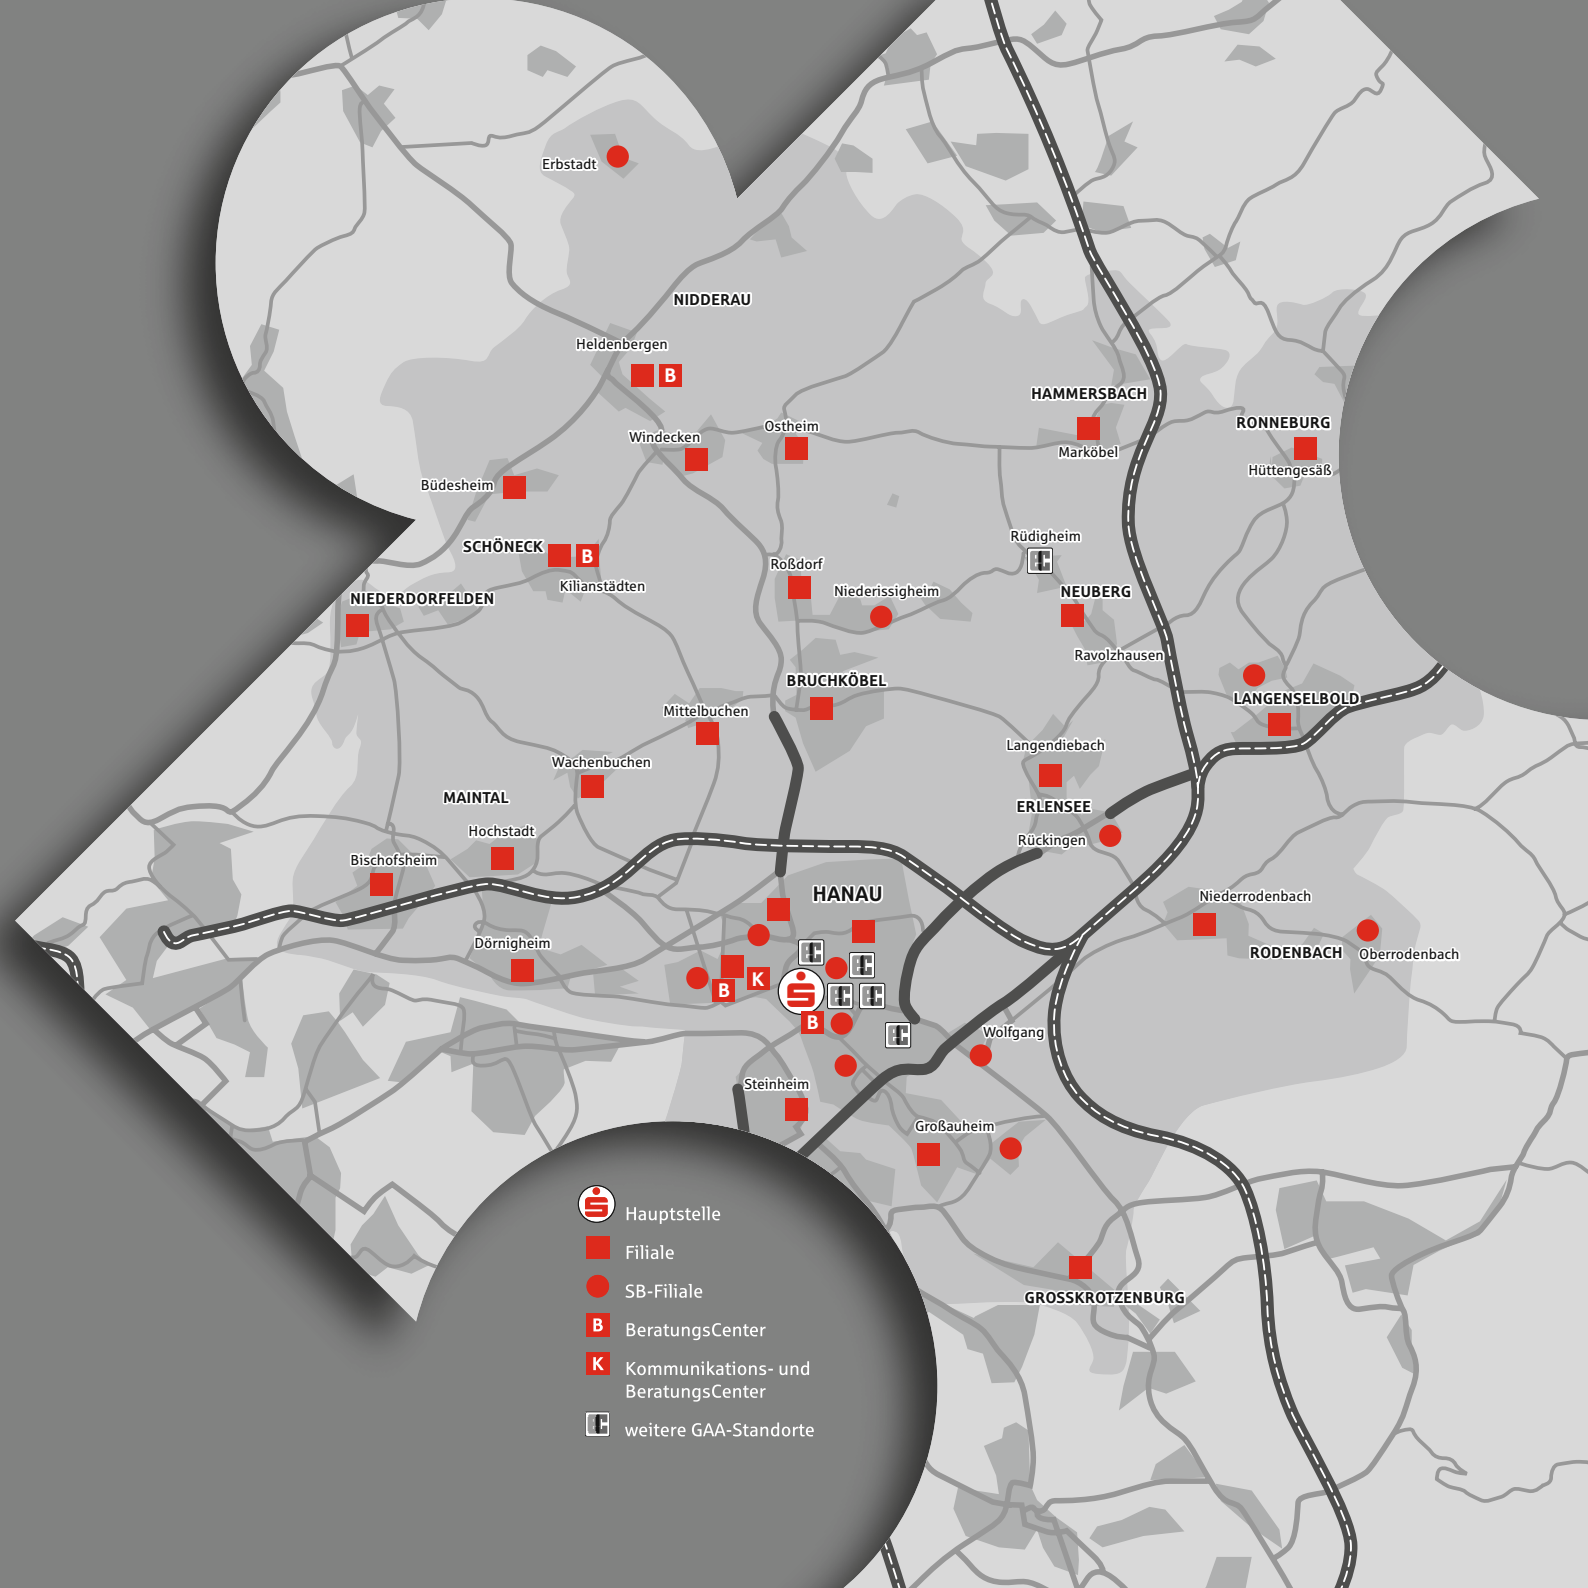 Erbstadt
NIDDERAU
Heldenbergen
B
HAMMERSBACH
RONNEBURG
Windecken
Ostheim
Marköbel
Hüttengesäß
Büdesheim
Rüdigheim
SCHÖNECK
B
Roßdorf
Kilianstädten
Niederissigheim
NEUBERG
NIEDERDORFELDEN
Ravolzhausen
BRUCHKÖBEL
LANGENSELBOLD
Mittelbuchen
Langendiebach
Wachenbuchen
MAINTAL
ERLENSEE
Hochstadt
Rückingen
Bischofsheim
HANAU
Niederrodenbach
Dörnigheim
RODENBACH
Oberrodenbach
K
B
B
Wolfgang
Steinheim
Großauheim
Hauptstelle
Filiale
SB-Filiale
GROSSKROTZENBURG
B BeratungsCenter
K Kommunikations- und
BeratungsCenter
weitere GAA-Standorte